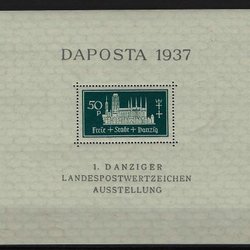 DAPOSTA 1937
50
P
Freie + Stadt + Danzig
1. DANZIGER
LANDESPOSTWERTZEICHEN
AUSSTELLUNG